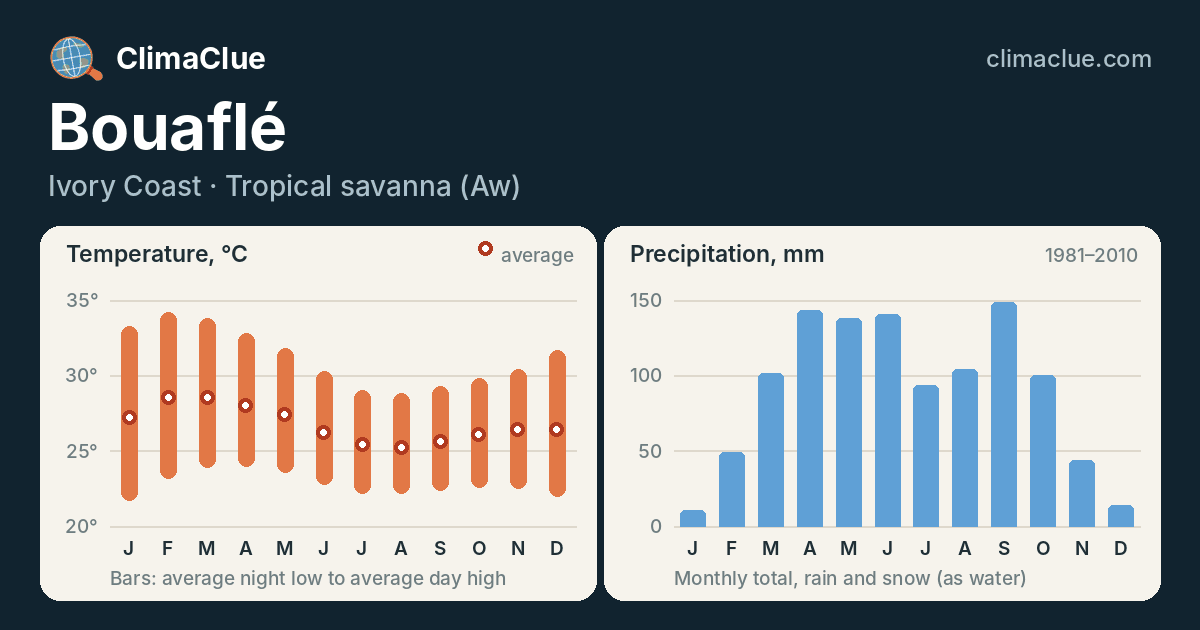 ClimaClue
climaclue.com
Bouaflé
Ivory Coast · Tropical savanna (Aw)
Temperature, °C
average
35°
30°
25°
20°
J F M A M J J A S O N D
Bars: average night low to average day high
Precipitation, mm
1981–2010
150
100
50
0
J F M A M J J A S O N D
Monthly total, rain and snow (as water)